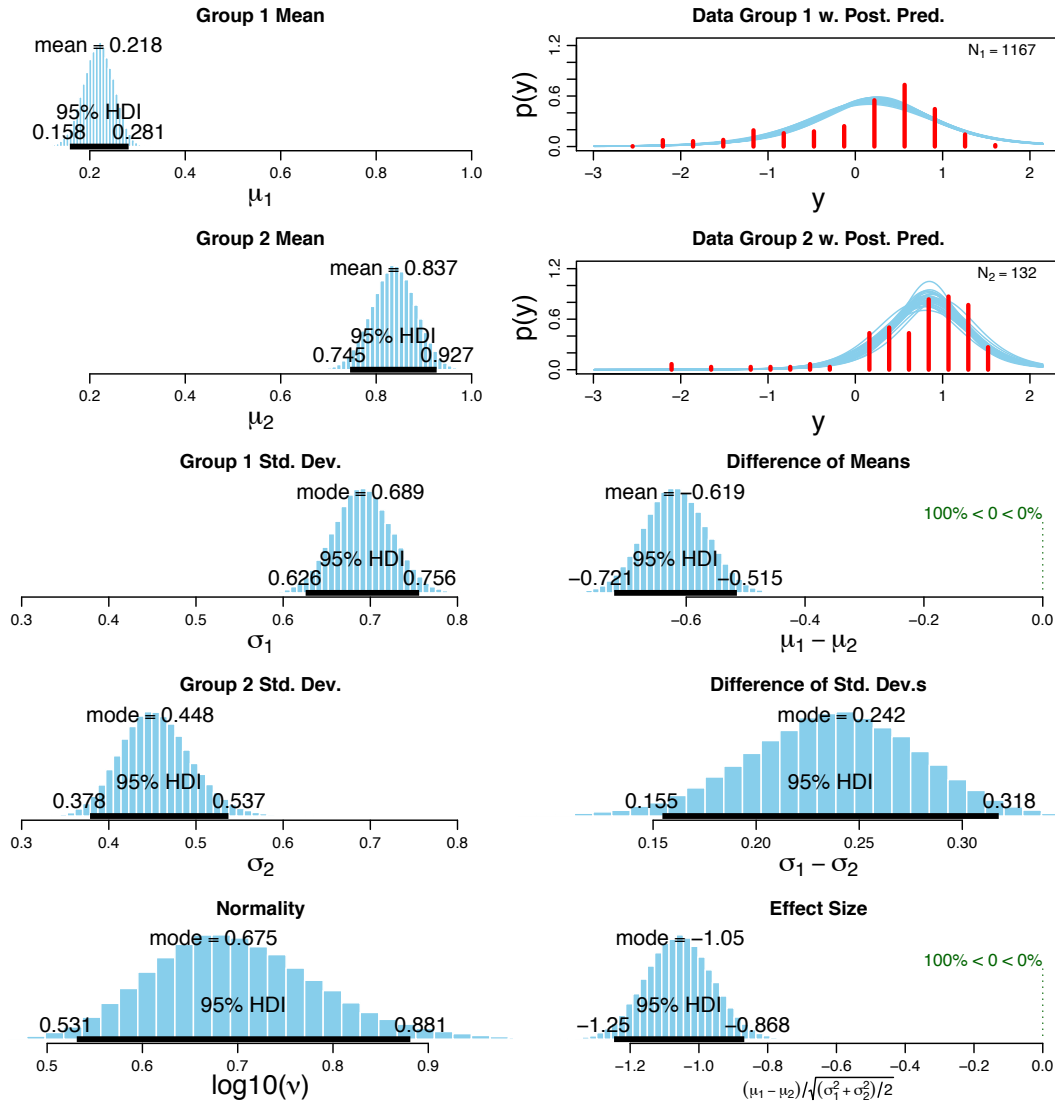 Group 1 Mean
mean = 0.218
95% HDI
0.158 0.281
0.2 0.4 0.6 0.8 1.0
μ1
Data Group 1 w. Post. Pred.
N1 = 1167
p(y)
0.0 0.6 1.2
−3 −2 −1 0 1 2
y
Group 2 Mean
mean = 0.837
95% HDI
0.745 0.927
0.2 0.4 0.6 0.8 1.0
μ2
Data Group 2 w. Post. Pred.
N2 = 132
p(y)
0.0 0.6 1.2
−3 −2 −1 0 1 2
y
Group 1 Std. Dev.
mode = 0.689
95% HDI
0.626 0.756
0.3 0.4 0.5 0.6 0.7 0.8
σ1
Difference of Means
mean = −0.619
100% < 0 < 0%
95% HDI
−0.721 −0.515
−0.6 −0.4 −0.2 0.0
μ1 − μ2
Group 2 Std. Dev.
mode = 0.448
95% HDI
0.378 0.537
0.3 0.4 0.5 0.6 0.7 0.8
σ2
Difference of Std. Dev.s
mode = 0.242
95% HDI
0.155 0.318
0.15 0.20 0.25 0.30
σ1 − σ2
Normality
mode = 0.675
95% HDI
0.531 0.881
0.5 0.6 0.7 0.8 0.9
log10(ν)
Effect Size
mode = −1.05
100% < 0 < 0%
95% HDI
−1.25 −0.868
−1.2 −1.0 −0.8 −0.6 −0.4 −0.2 0.0
(μ1 − μ2)/√(σ1² + σ2²)/2